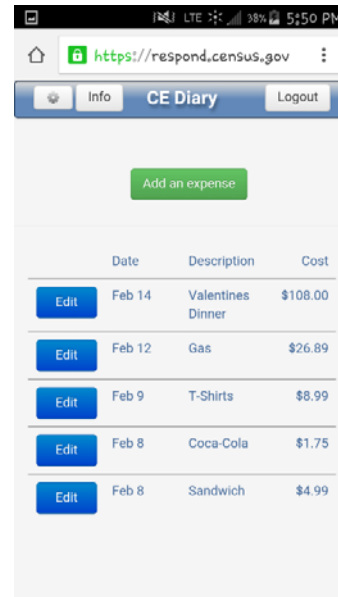 LTE 38% 5:50 PM
https://respond.census.gov
Info CE Diary Logout
Add an expense
Date Description Cost
Edit Feb 14 Valentines Dinner $108.00
Edit Feb 12 Gas $26.89
Edit Feb 9 T-Shirts $8.99
Edit Feb 8 Coca-Cola $1.75
Edit Feb 8 Sandwich $4.99